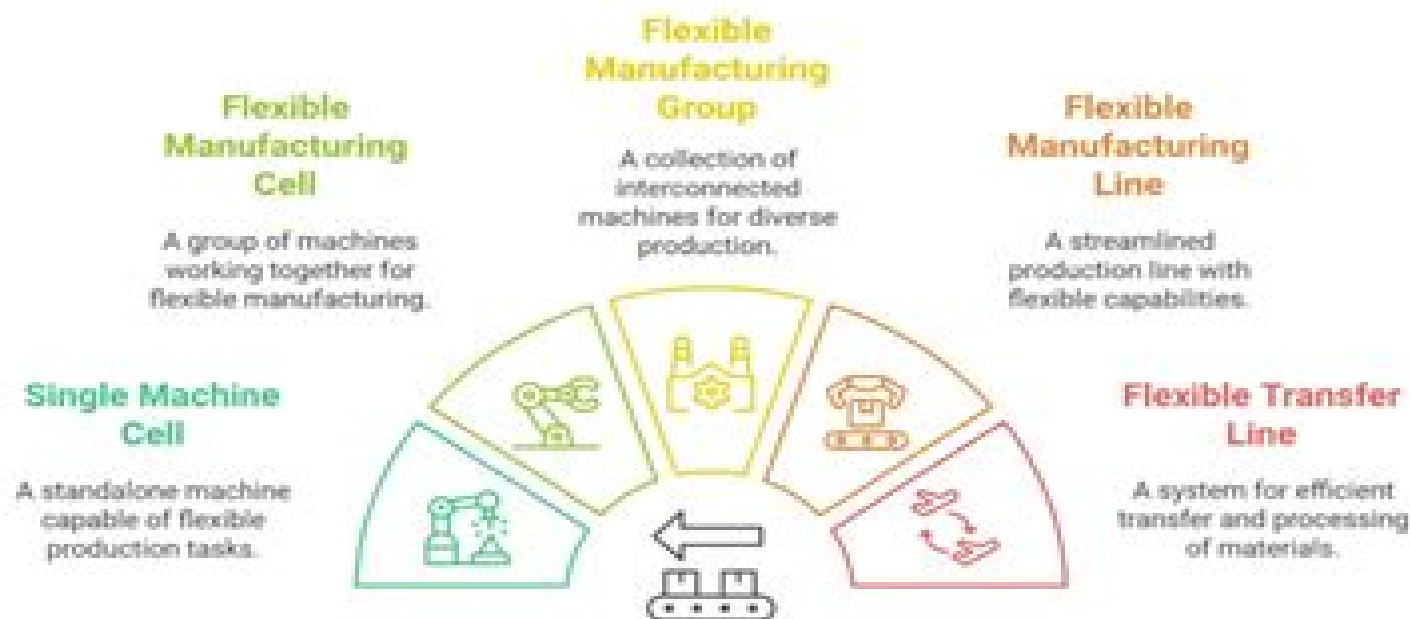 Flexible
Manufacturing
Group
A collection of
interconnected
machines for diverse
production.
Flexible
Manufacturing
Cell
A group of machines
working together for
flexible manufacturing.
Flexible
Manufacturing
Line
A streamlined
production line with
flexible capabilities.
Single Machine
Cell
A standalone machine
capable of flexible
production tasks.
Flexible Transfer
Line
A system for efficient
transfer and processing
of materials.